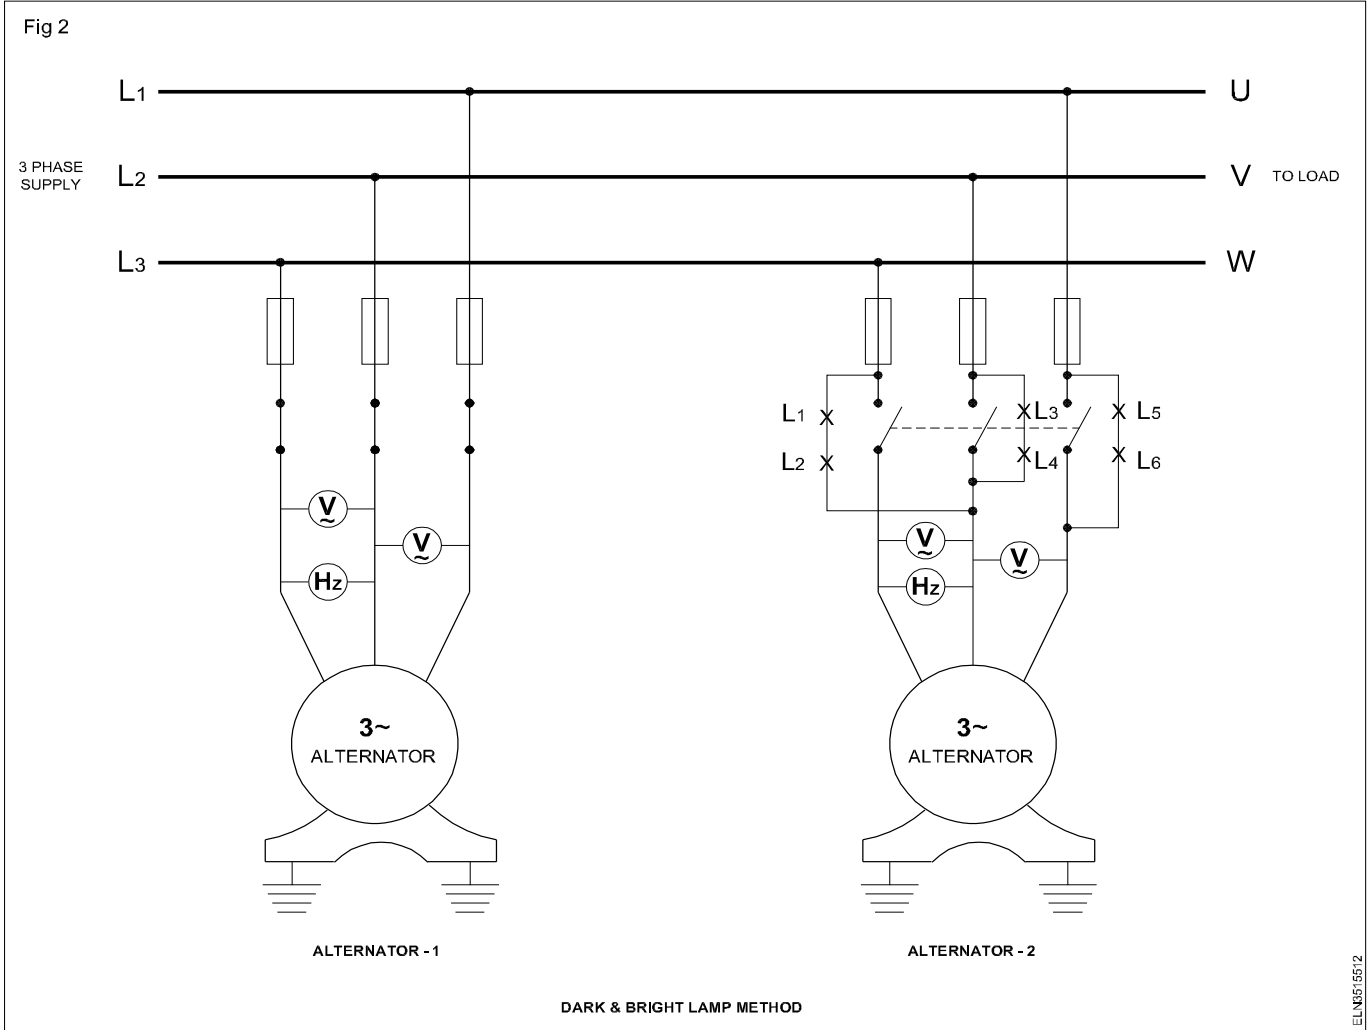 Fig 2
L1
U
3 PHASE
SUPPLY
L2
V
TO LOAD
L3
W
L1
L3
L5
L2
L4
L6
V
~
V
~
V
~
V
~
Hz
Hz
3~
ALTERNATOR
3~
ALTERNATOR
ALTERNATOR - 1
ALTERNATOR - 2
DARK & BRIGHT LAMP METHOD
ELN3515512